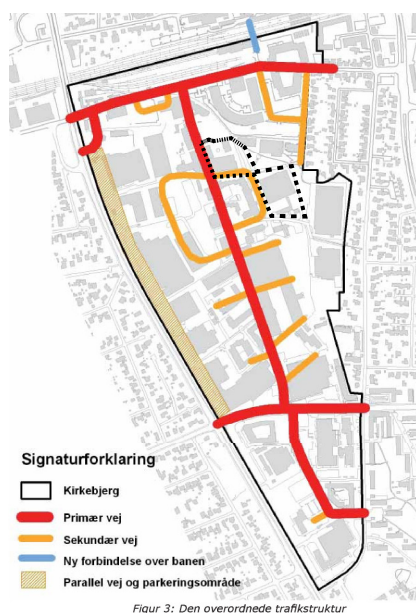 Signaturforklaring
Kirkebjerg
Primær vej
Sekundær vej
Ny forbindelse over banen
Parallel vej og parkeringsområde
Figur 3: Den overordnede trafikstruktur